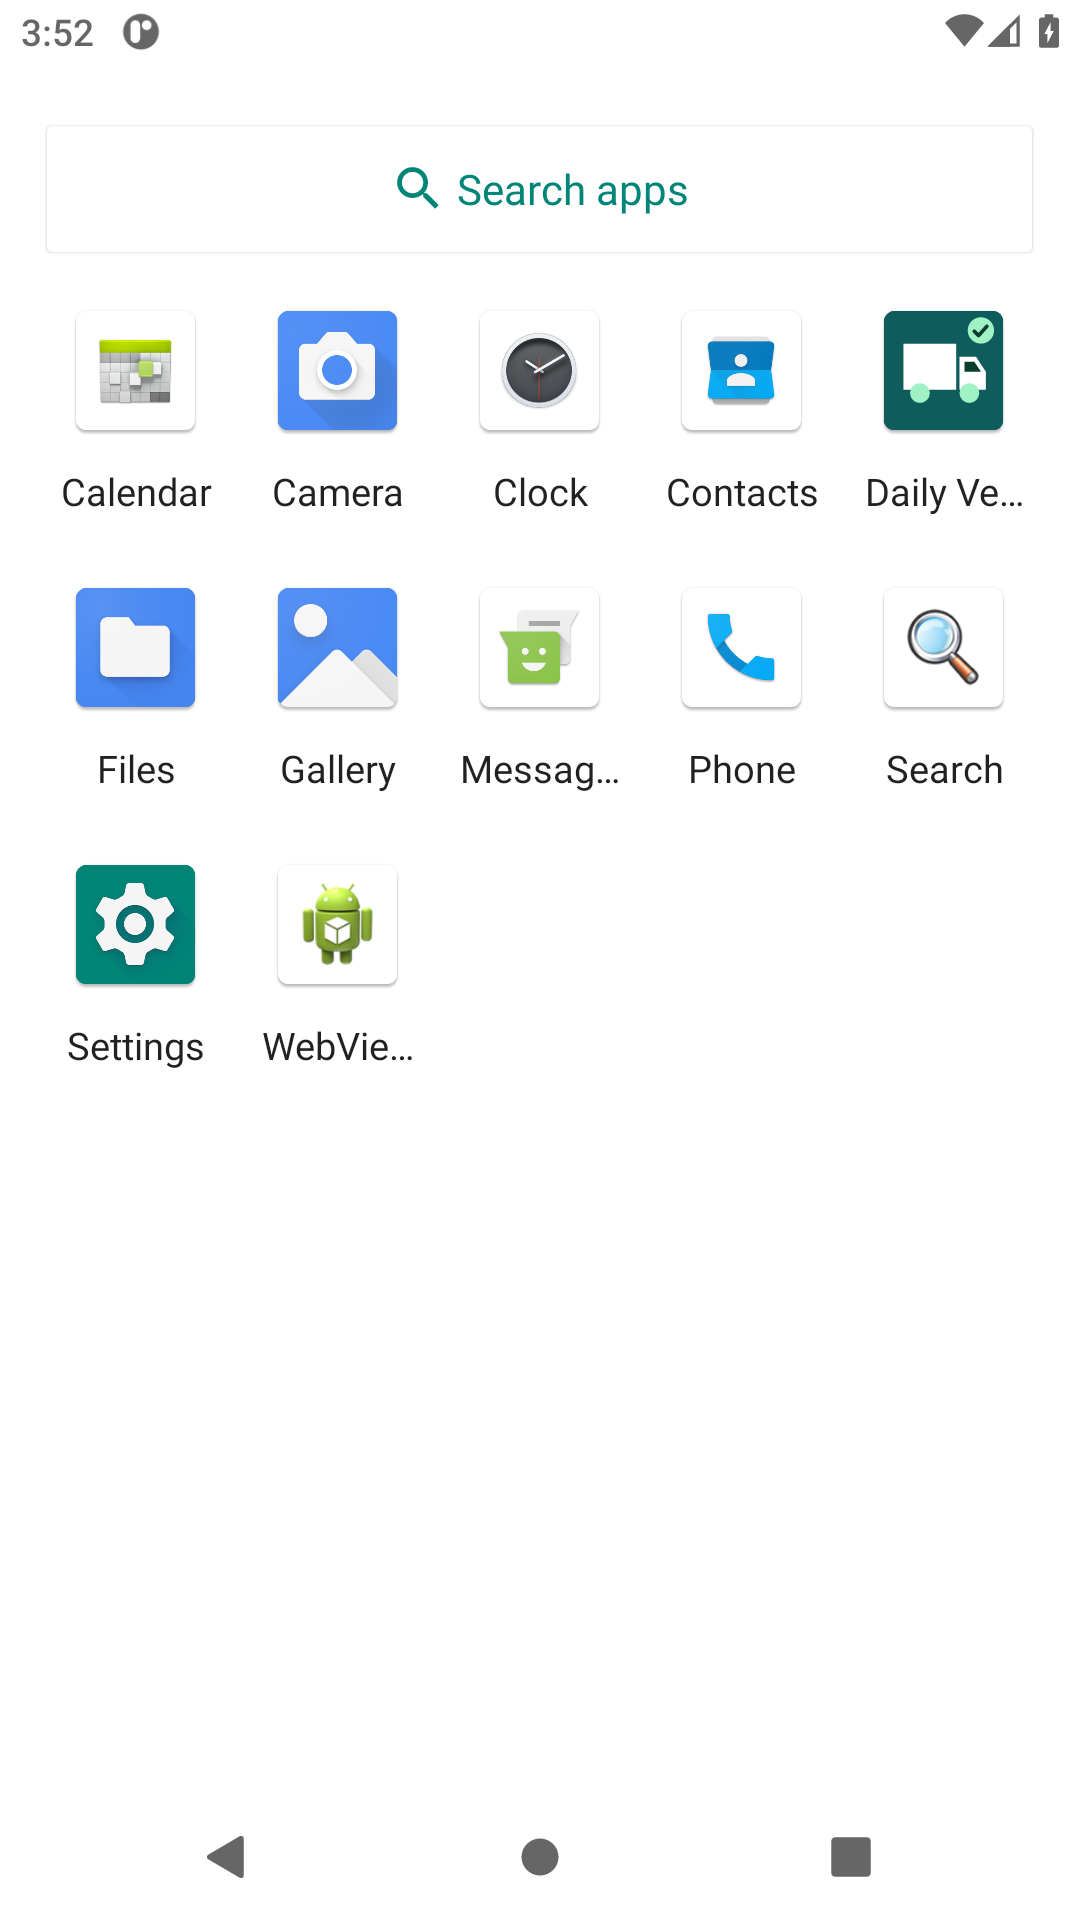 3:52
Search apps
Calendar
Camera
Clock
Contacts
Daily Ve...
Files
Gallery
Messag...
Phone
Search
Settings
WebVie...